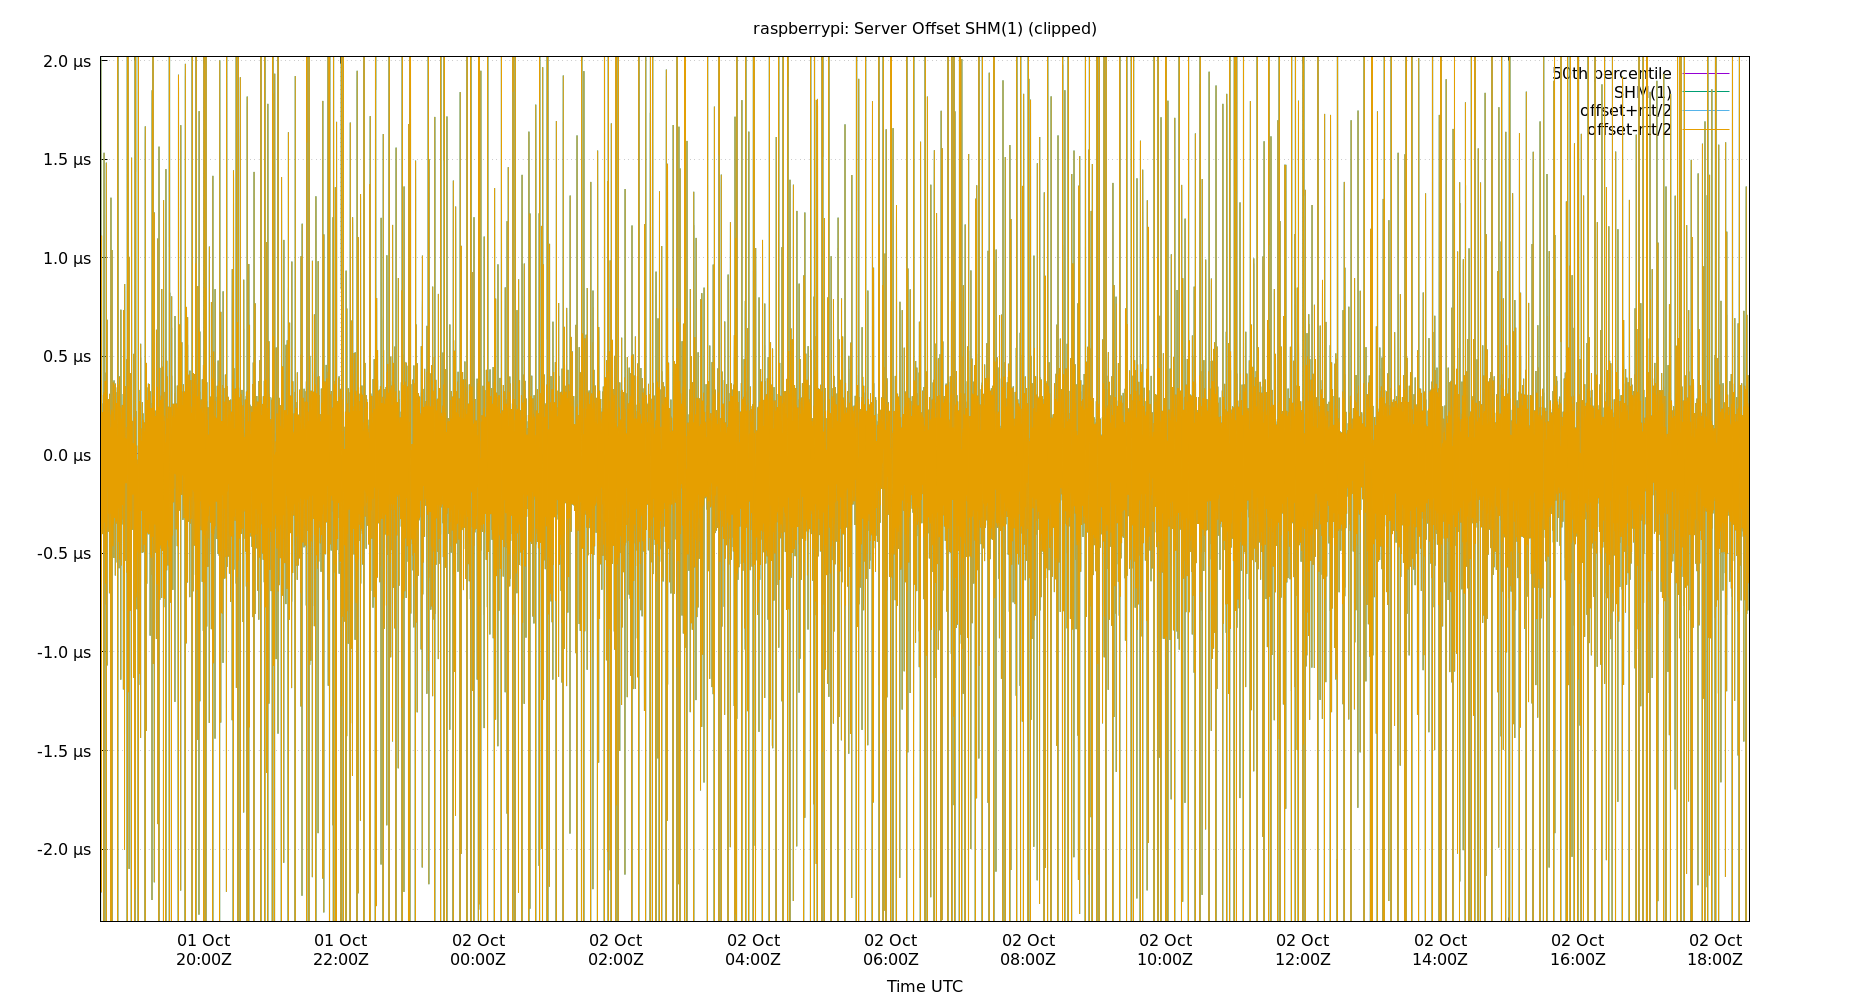 raspberrypi: Server Offset SHM(1) (clipped)
2.0 µs
1.5 µs
1.0 µs
0.5 µs
0.0 µs
-0.5 µs
-1.0 µs
-1.5 µs
-2.0 µs
50th percentile
SHM(1)
offset+rtt/2
offset-rtt/2
01 Oct
20:00Z
01 Oct
22:00Z
02 Oct
00:00Z
02 Oct
02:00Z
02 Oct
04:00Z
02 Oct
06:00Z
02 Oct
08:00Z
02 Oct
10:00Z
02 Oct
12:00Z
02 Oct
14:00Z
02 Oct
16:00Z
02 Oct
18:00Z
Time UTC